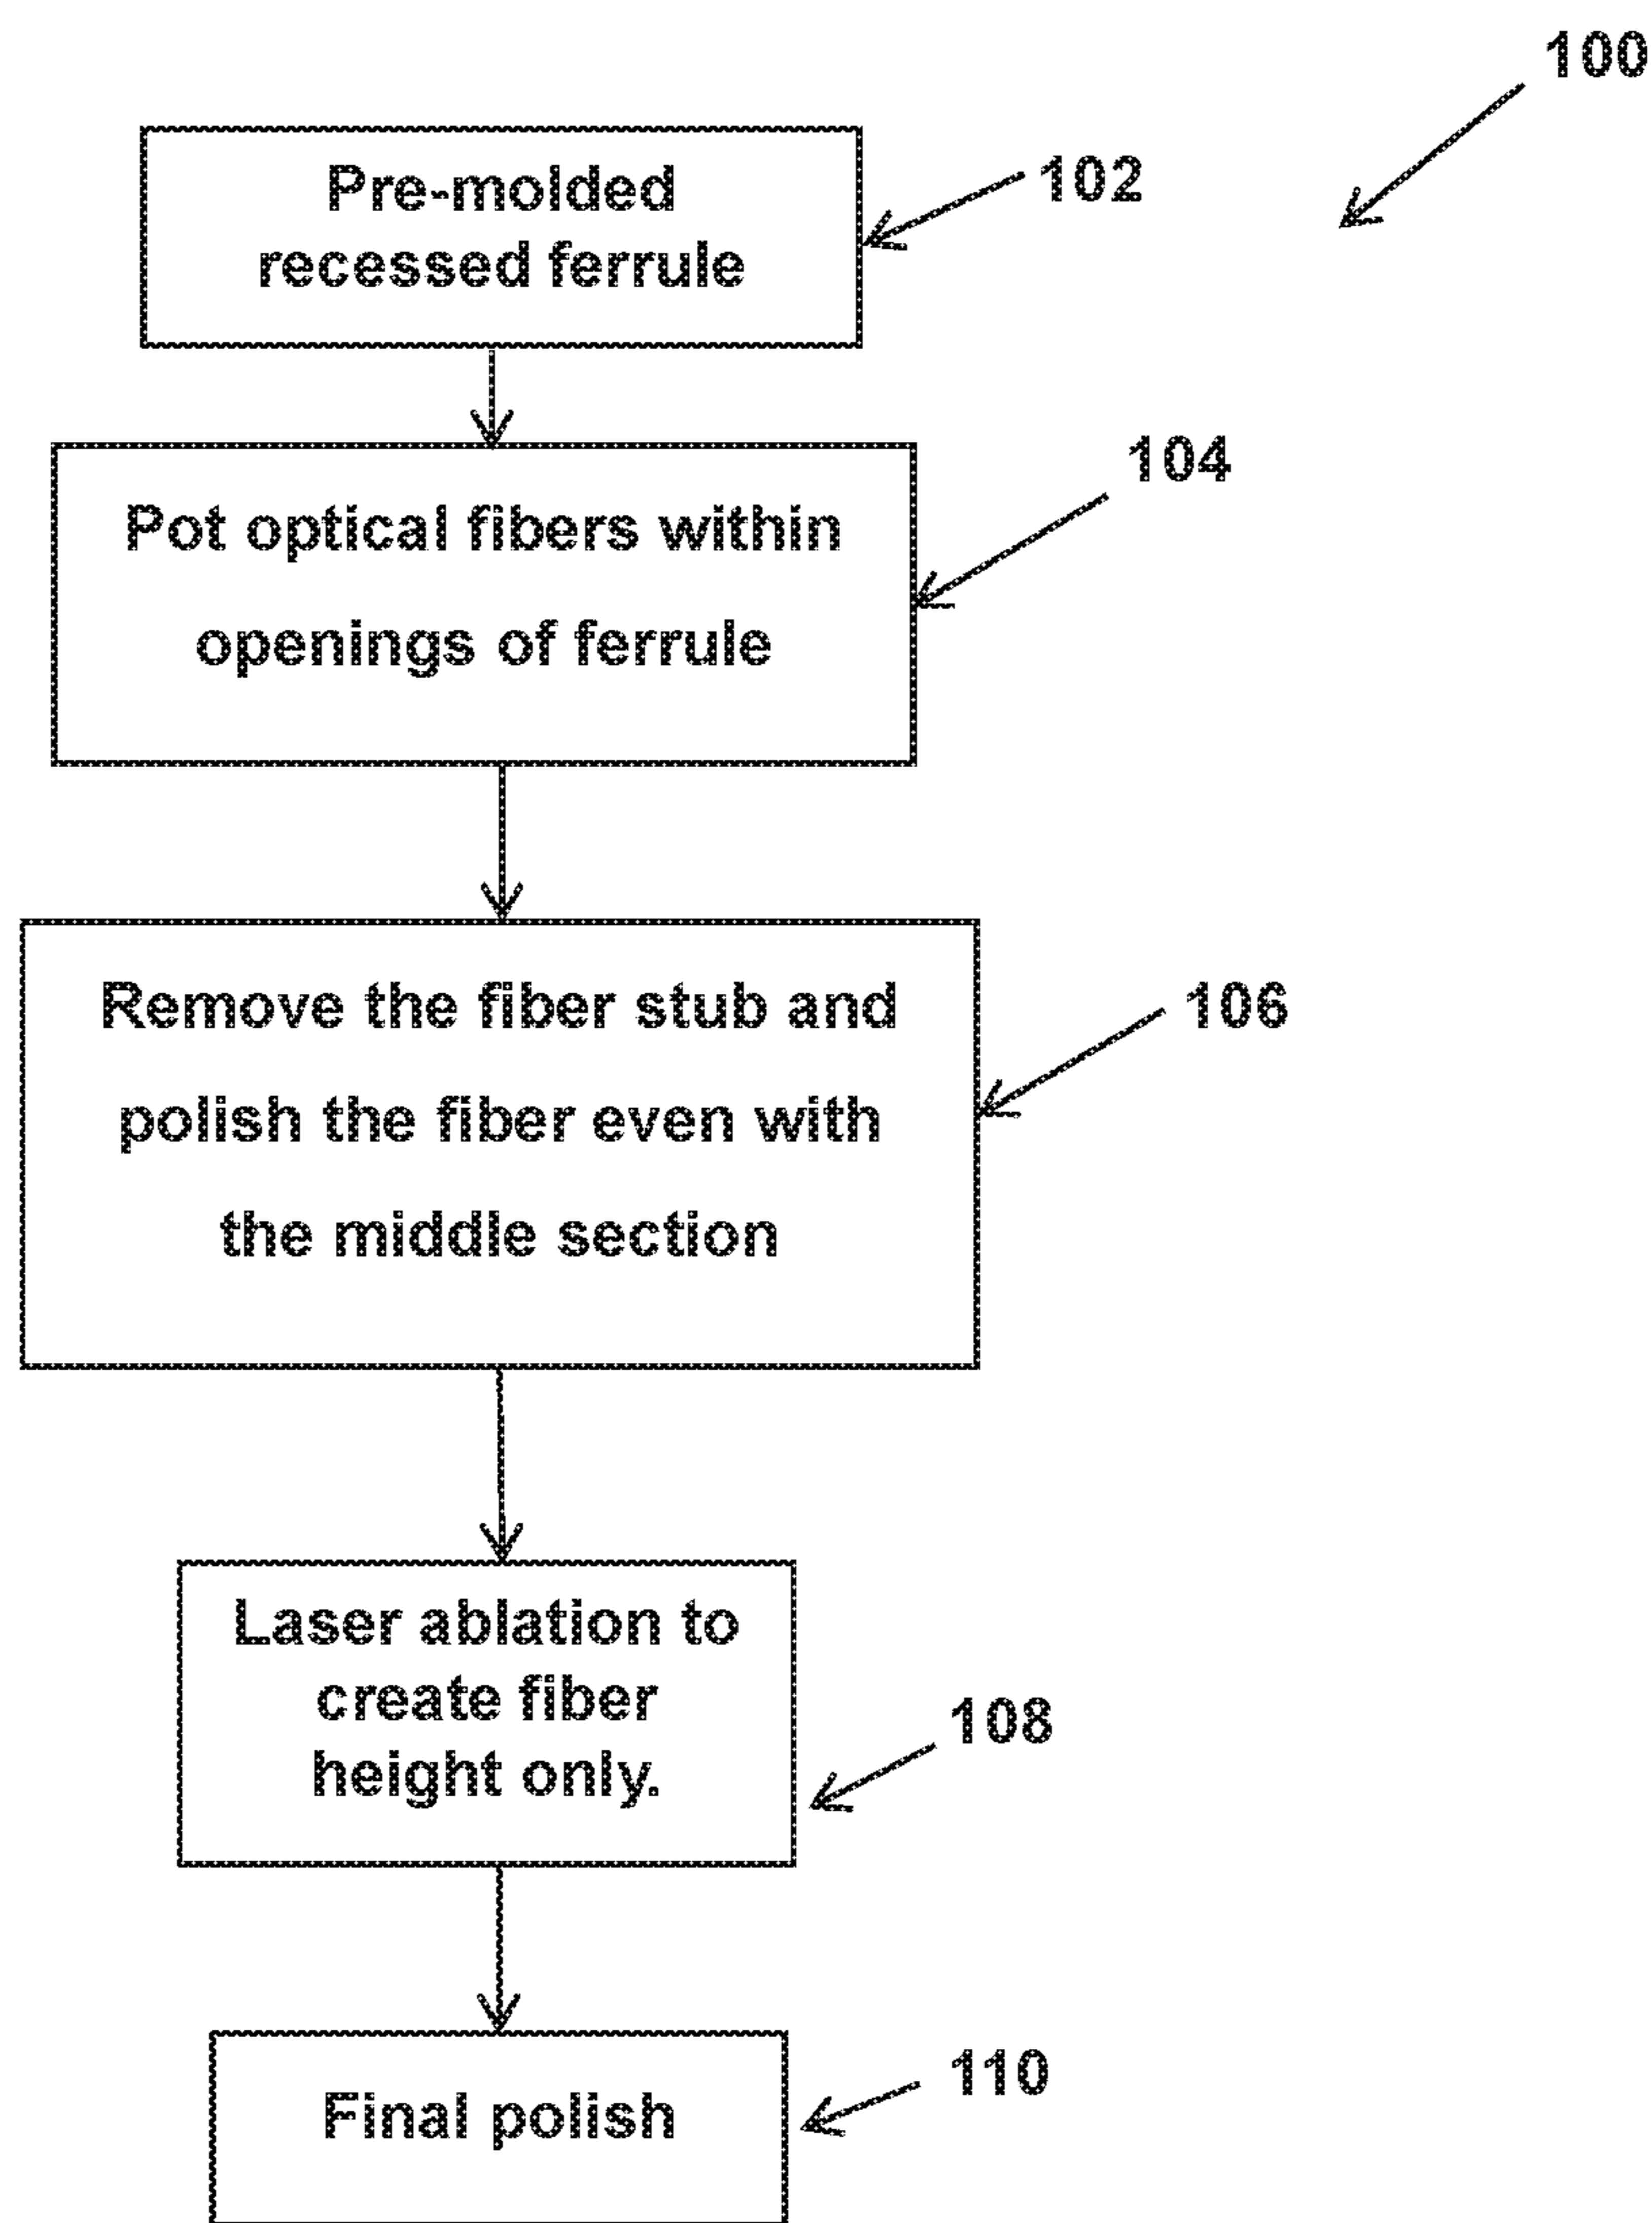 100
Pre-molded
recessed ferrule
102
Pot optical fibers within
openings of ferrule
104
Remove the fiber stub and
polish the fiber even with
the middle section
106
Laser ablation to
create fiber
height only.
108
Final polish
110